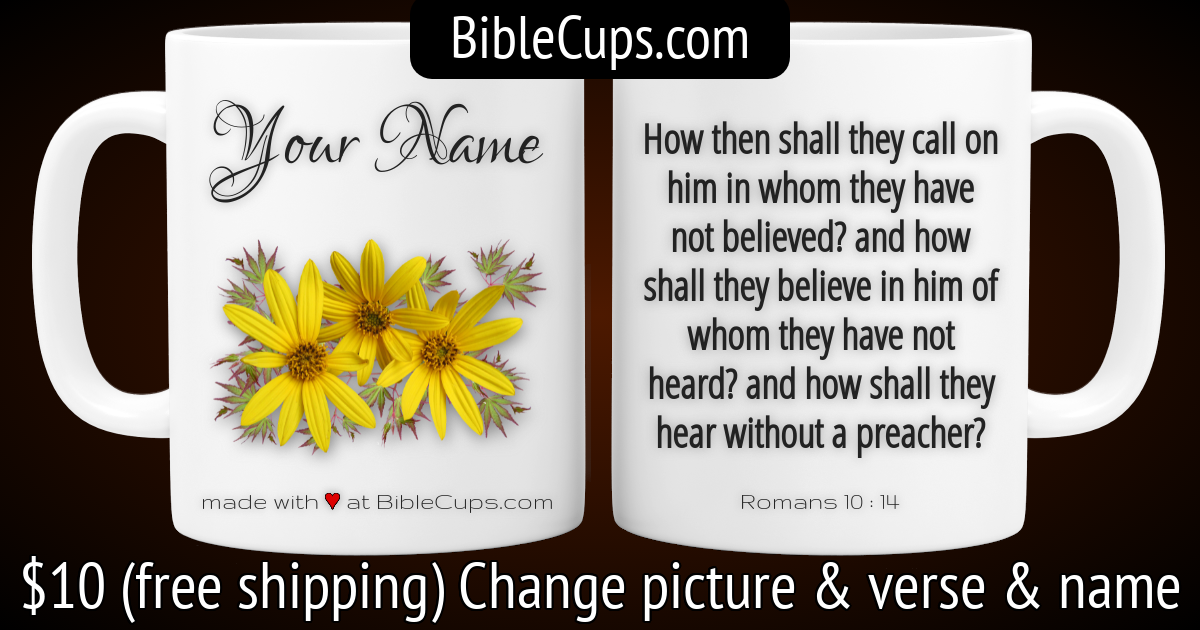 BibleCups.com
Your Name
made with ♥ at BibleCups.com
How then shall they call on
him in whom they have
not believed? and how
shall they believe in him of
whom they have not
heard? and how shall they
hear without a preacher?
Romans 10 : 14
$10 (free shipping) Change picture & verse & name